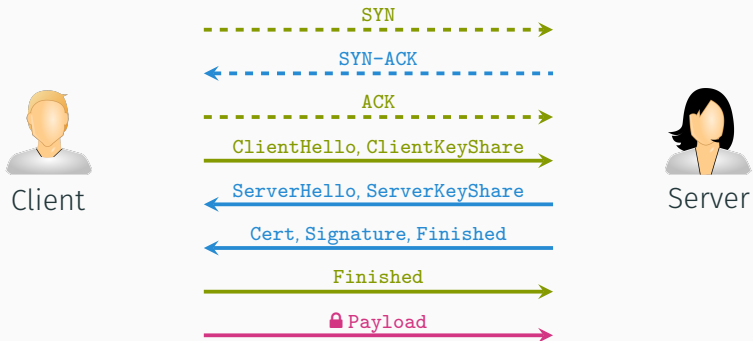 SYN
SYN-ACK
ACK
ClientHello, ClientKeyShare
Client
ServerHello, ServerKeyShare
Server
Cert, Signature, Finished
Finished
Payload